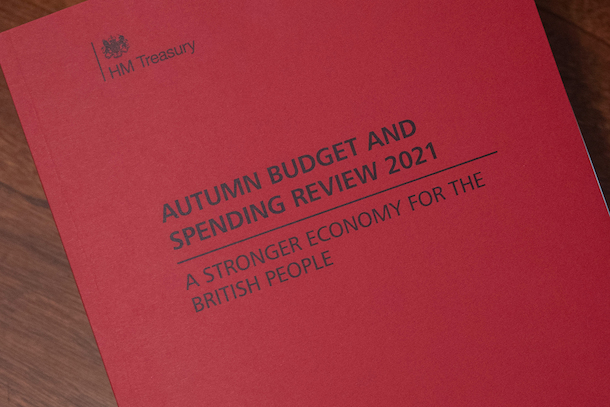 HM Treasury
AUTUMN BUDGET AND
SPENDING REVIEW 2021
A STRONGER ECONOMY FOR THE
BRITISH PEOPLE